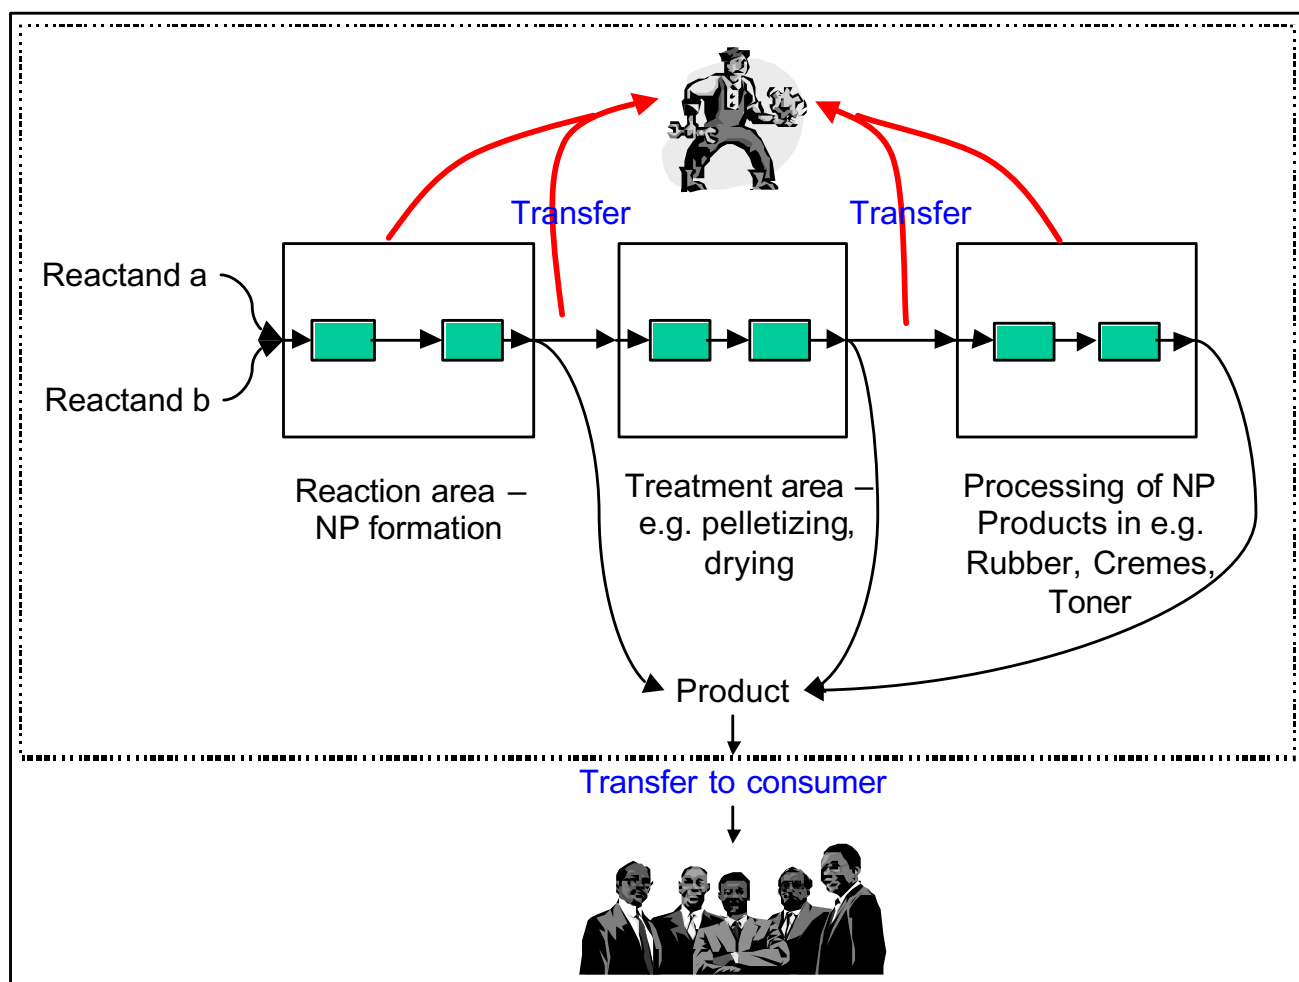 Transfer
Transfer
Reactand a
Reactand b
Reaction area –
NP formation
Treatment area –
e.g. pelletizing,
drying
Processing of NP
Products in e.g.
Rubber, Cremes,
Toner
Product
Transfer to consumer